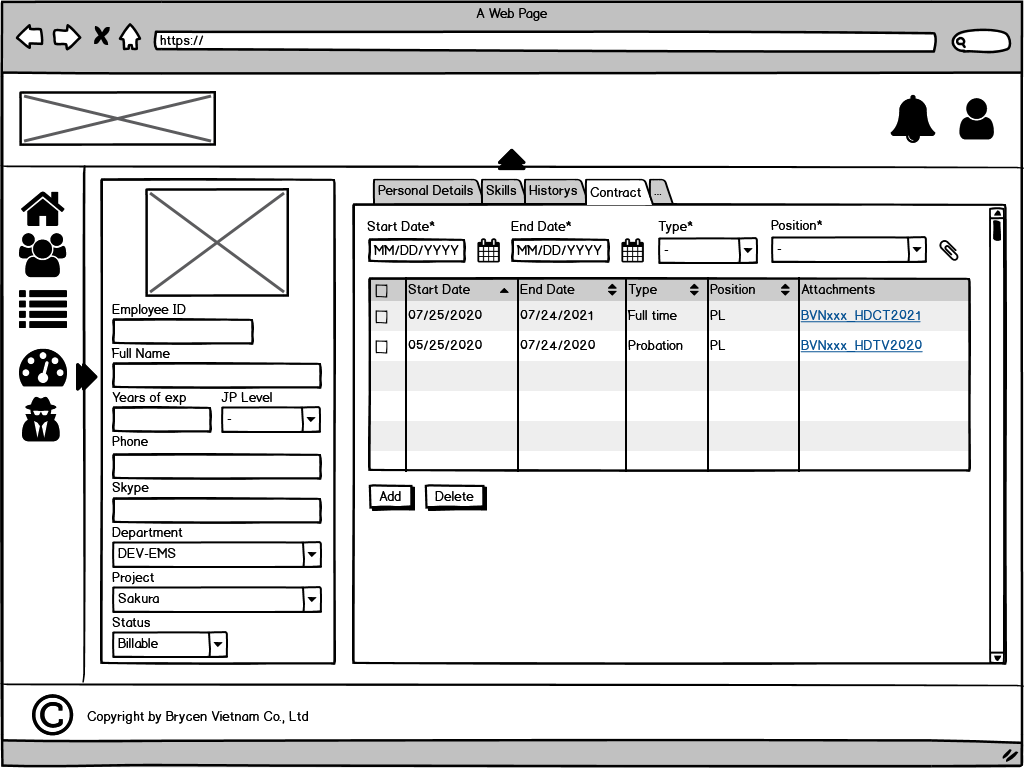 A Web Page
https://
Personal Details Skills Historys Contract ...
Start Date* End Date* Type* Position*
MM/DD/YYYY MM/DD/YYYY - -
Start Date End Date Type Position Attachments
07/25/2020 07/24/2021 Full time PL BVNxxx_HDCT2021
05/25/2020 07/24/2020 Probation PL BVNxxx_HDTV2020
Add Delete
Employee ID
Full Name
Years of exp JP Level
-
Phone
Skype
Department
DEV-EMS
Project
Sakura
Status
Billable
© Copyright by Brycen Vietnam Co., Ltd